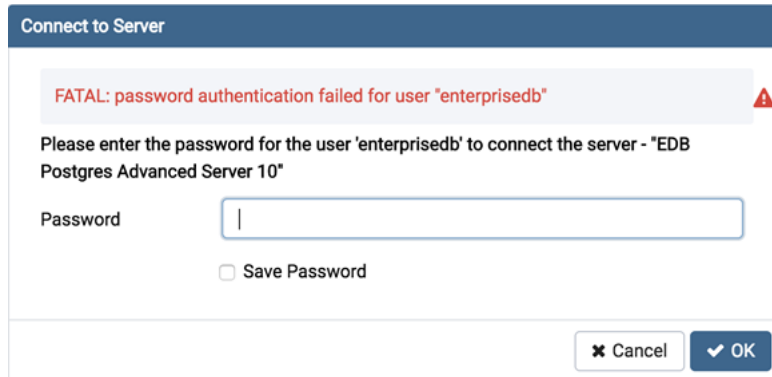 Connect to Server
FATAL: password authentication failed for user "enterprisedb"
Please enter the password for the user 'enterprisedb' to connect the server - "EDB
Postgres Advanced Server 10"
Password
Save Password
Cancel OK